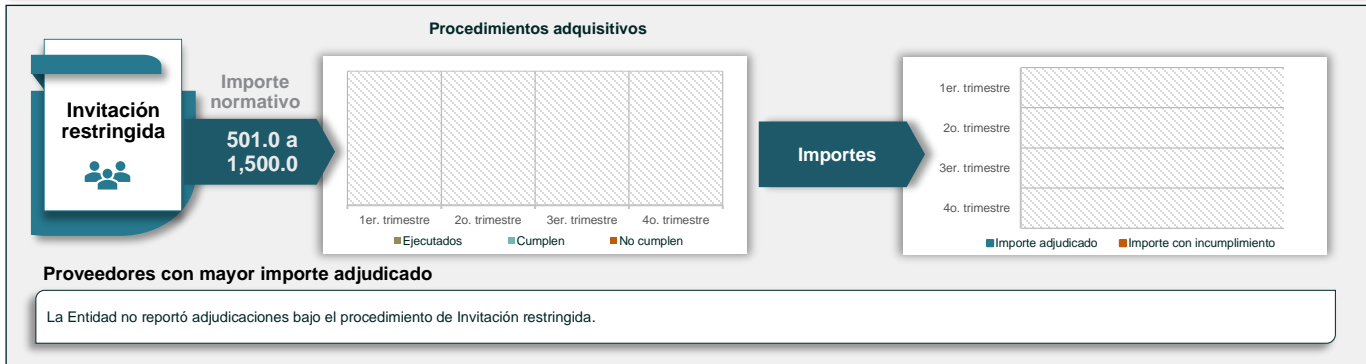 Procedimientos adquisitivos
Invitación
restringida
Importe
normativo
501.0 a
1,500.0
1er. trimestre
2o. trimestre
3er. trimestre
4o. trimestre
Ejecutados
Cumplen
No cumplen
Importes
1er. trimestre
2o. trimestre
3er. trimestre
4o. trimestre
Importe adjudicado
Importe con incumplimiento
Proveedores con mayor importe adjudicado
La Entidad no reportó adjudicaciones bajo el procedimiento de Invitación restringida.